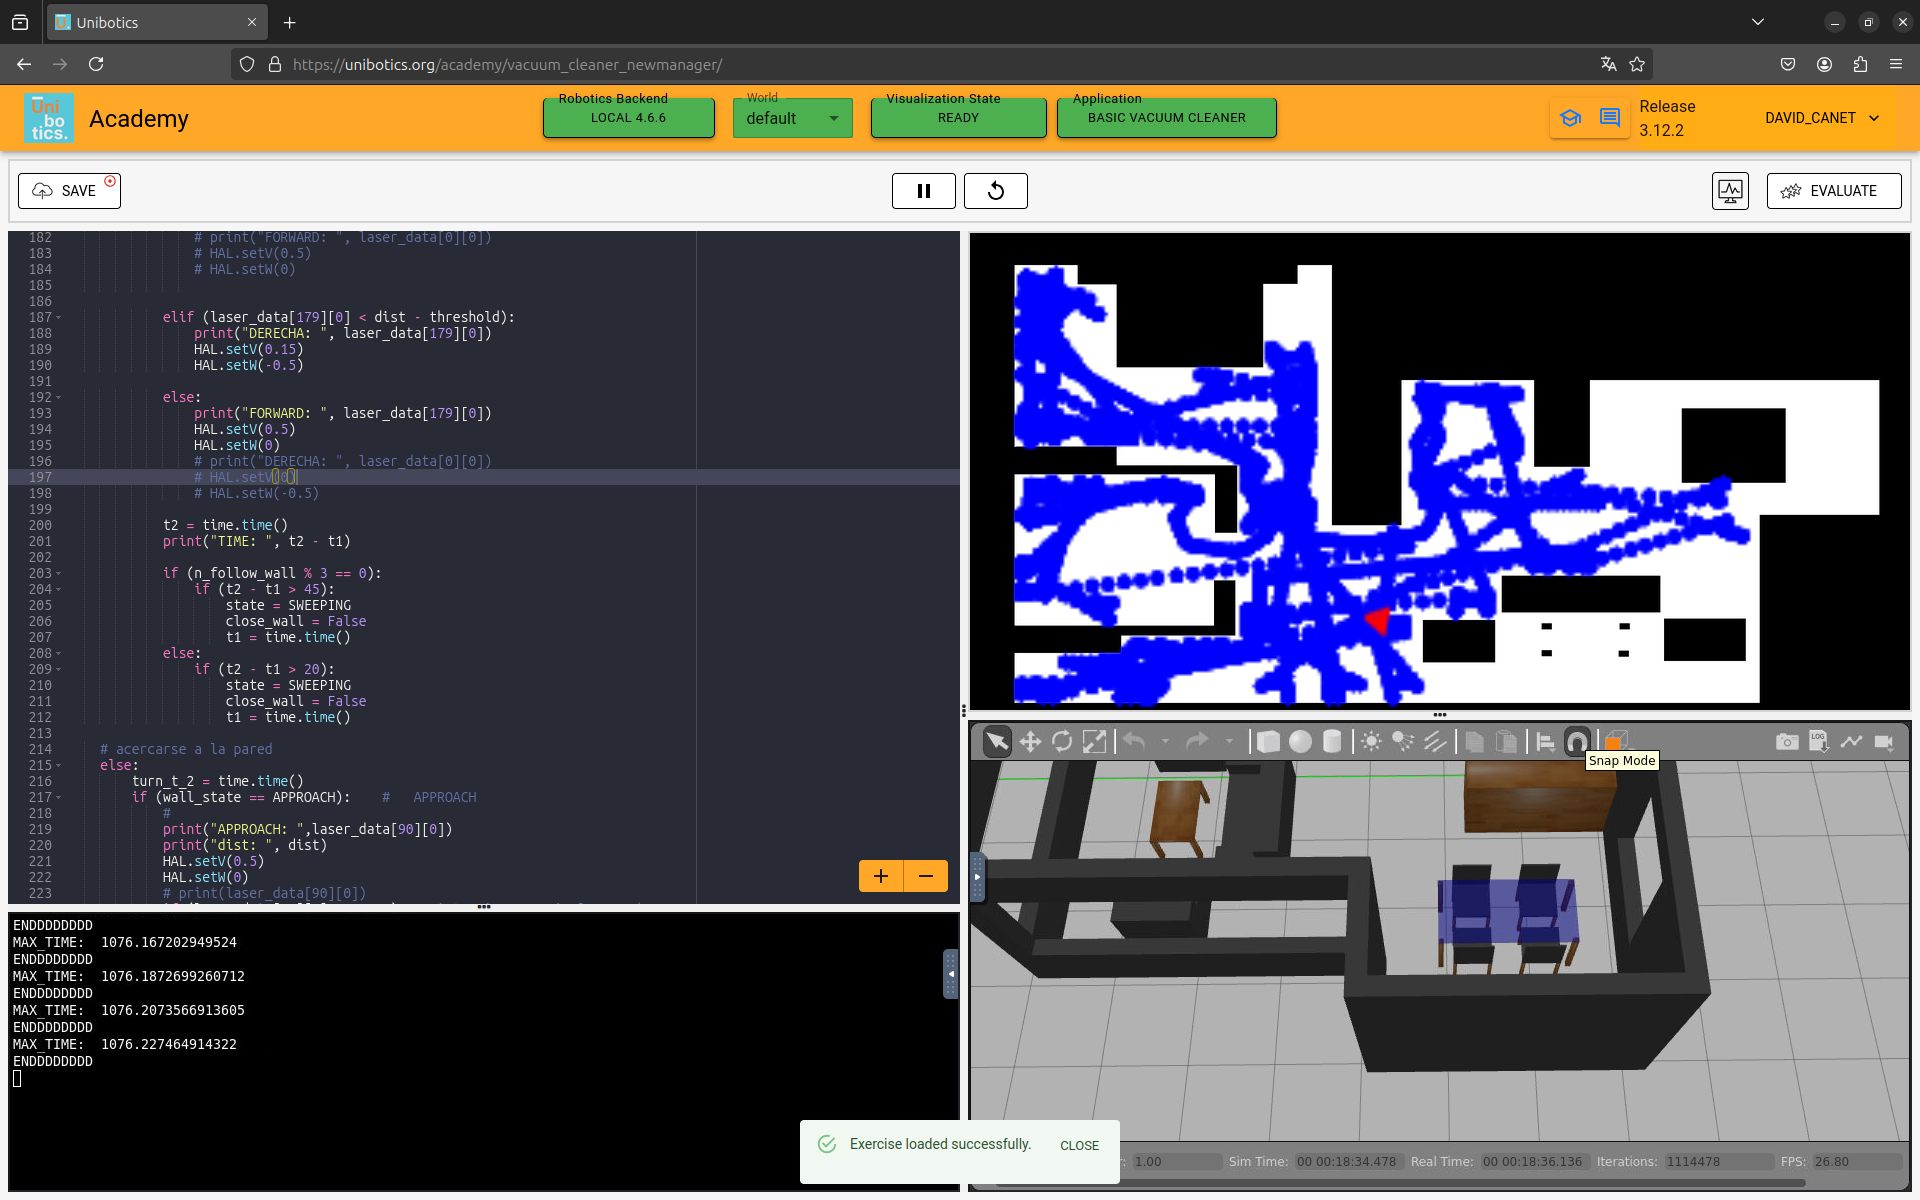 Unibotics
https://unibotics.org/academy/vacuum_cleaner_newmanager/
Uni
bo
tics.
Academy
Robotics Backend
LOCAL 4.6.6
World
default
Visualization State
READY
Application
BASIC VACUUM CLEANER
Release
3.12.2
DAVID_CANET
SAVE
EVALUATE
182 # print("FORWARD: ", laser_data[0][0])
183 # HAL.setV(0.5)
184 # HAL.setW(0)
185
186
187 elif (laser_data[179][0] < dist - threshold):
188 print("DERECHA: ", laser_data[179][0])
189 HAL.setV(0.15)
190 HAL.setW(-0.5)
191
192 else:
193 print("FORWARD: ", laser_data[179][0])
194 HAL.setV(0.5)
195 HAL.setW(0)
196 # print("DERECHA: ", laser_data[0][0])
197 # HAL.setV(0)
198 # HAL.setW(-0.5)
199
200 t2 = time.time()
201 print("TIME: ", t2 - t1)
202
203 if (n_follow_wall % 3 == 0):
204 if (t2 - t1 > 45):
205 state = SWEEPING
206 close_wall = False
207 t1 = time.time()
208 else:
209 if (t2 - t1 > 20):
210 state = SWEEPING
211 close_wall = False
212 t1 = time.time()
213
214 # acercarse a la pared
215 else:
216 turn_t_2 = time.time()
217 if (wall_state == APPROACH): # APPROACH
218 #
219 print("APPROACH: ",laser_data[90][0])
220 print("dist: ", dist)
221 HAL.setV(0.5)
222 HAL.setW(0)
223 # print(laser_data[90][0])
ENDDDDDDDD
MAX_TIME: 1076.167202949524
ENDDDDDDDD
MAX_TIME: 1076.1872699260712
ENDDDDDDDD
MAX_TIME: 1076.2073566913605
ENDDDDDDDD
MAX_TIME: 1076.227464914322
ENDDDDDDDD
LOG
Snap Mode
Exercise loaded successfully. CLOSE
1.00 Sim Time: 00 00:18:34.478 Real Time: 00 00:18:36.136 Iterations: 1114478 FPS: 26.80